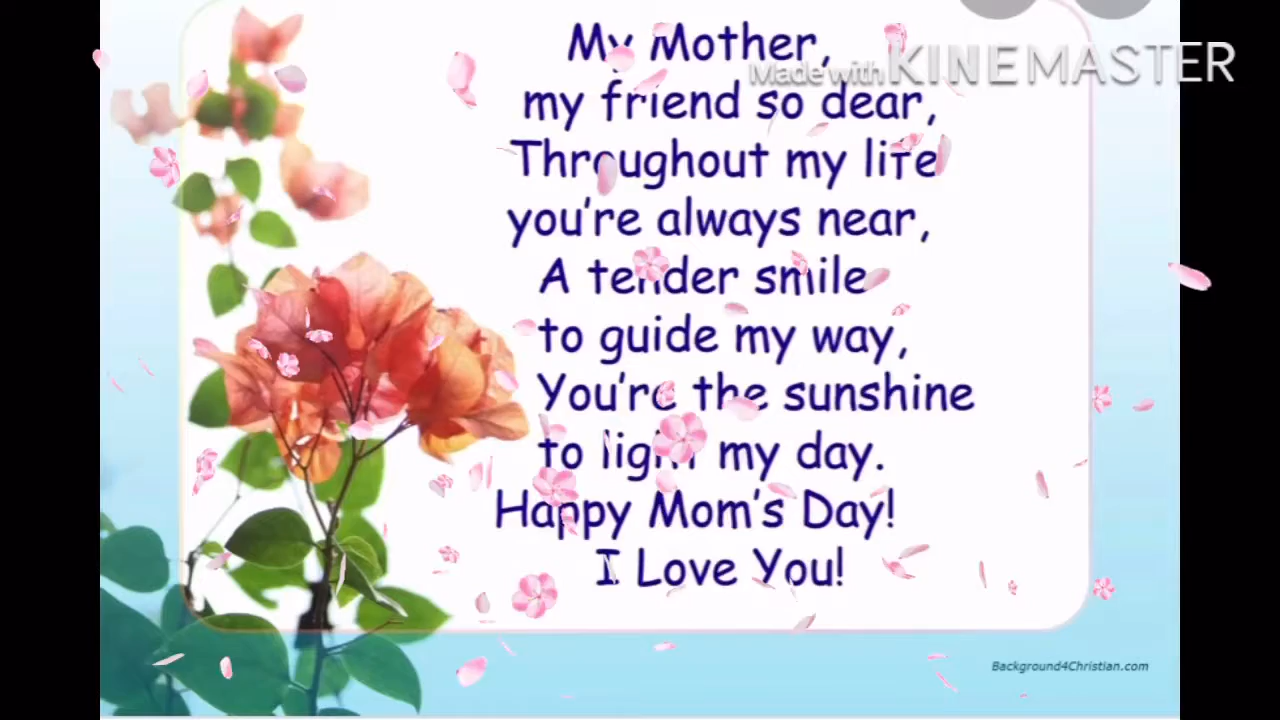 My Mother,
Made with KINEMASTER
my friend so dear,
Throughout my life
you're always near,
A tender smile
to guide my way,
You're the sunshine
to light my day.
Happy Mom's Day!
I Love You!
Background4Christian.com